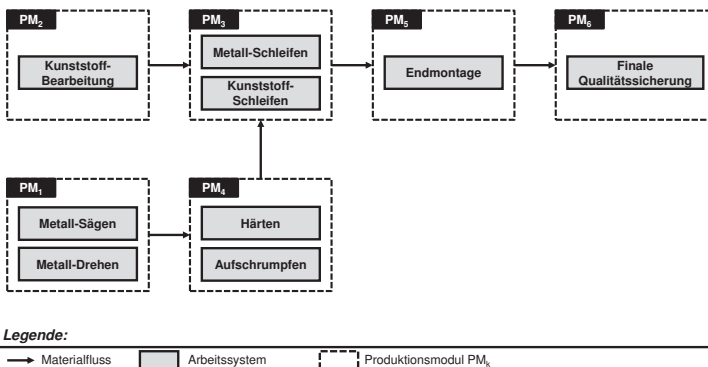 PM₂
Kunststoff-
Bearbeitung
PM₃
Metall-Schleifen
Kunststoff-
Schleifen
PM₅
Endmontage
PM₆
Finale
Qualitätssicherung
PM₁
Metall-Sägen
Metall-Drehen
PM₄
Härten
Aufschrumpfen
Legende:
Materialfluss
Arbeitssystem
Produktionsmodul PMₖ